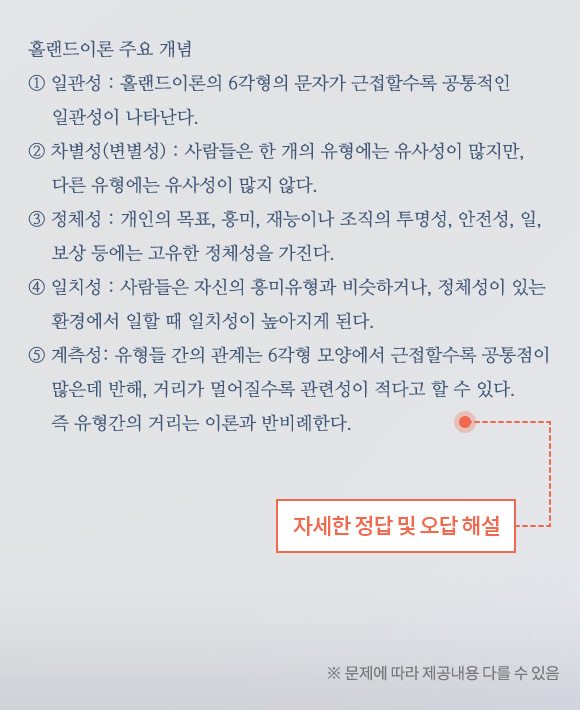 홀랜드이론 주요 개념
① 일관성 : 홀랜드이론의 6각형의 문자가 근접할수록 공통적인
일관성이 나타난다.
② 차별성(변별성) : 사람들은 한 개의 유형에는 유사성이 많지만,
다른 유형에는 유사성이 많지 않다.
③ 정체성 : 개인의 목표, 흥미, 재능이나 조직의 투명성, 안전성, 일,
보상 등에는 고유한 정체성을 가진다.
④ 일치성 : 사람들은 자신의 흥미유형과 비슷하거나, 정체성이 있는
환경에서 일할 때 일치성이 높아지게 된다.
⑤ 계측성: 유형들 간의 관계는 6각형 모양에서 근접할수록 공통점이
많은데 반해, 거리가 멀어질수록 관련성이 적다고 할 수 있다.
즉 유형간의 거리는 이론과 반비례한다.
자세한 정답 및 오답 해설
※ 문제에 따라 제공내용 다를 수 있음